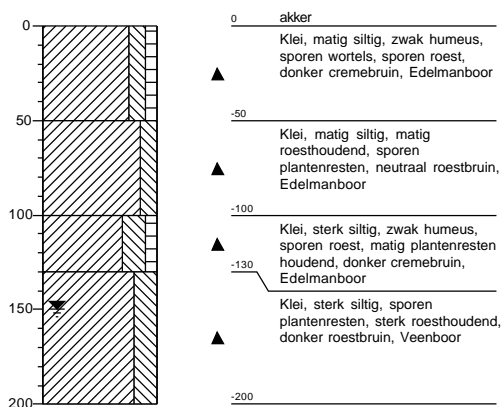 0
50
100
150
200
0 akker
Klei, matig siltig, zwak humeus,
sporen wortels, sporen roest,
donker cremebruin, Edelmanboor
-50
Klei, matig siltig, matig
roesthoudend, sporen
plantenresten, neutraal roestbruin,
Edelmanboor
-100
Klei, sterk siltig, zwak humeus,
sporen roest, matig plantenresten
houdend, donker cremebruin,
Edelmanboor
-130
Klei, sterk siltig, sporen
plantenresten, sterk roesthoudend,
donker roestbruin, Veenboor
-200